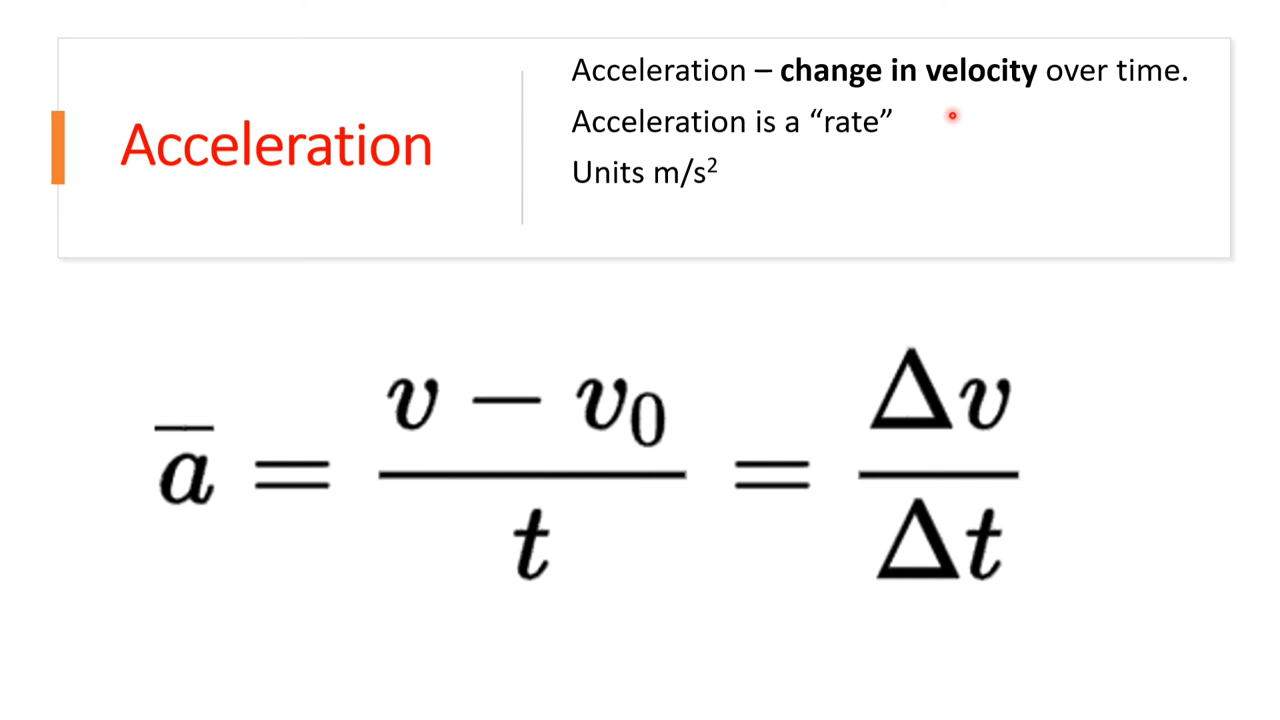 Acceleration
Acceleration – change in velocity over time.
Acceleration is a “rate”
Units m/s²
a̅ = (v − v₀)/t = Δv/Δt